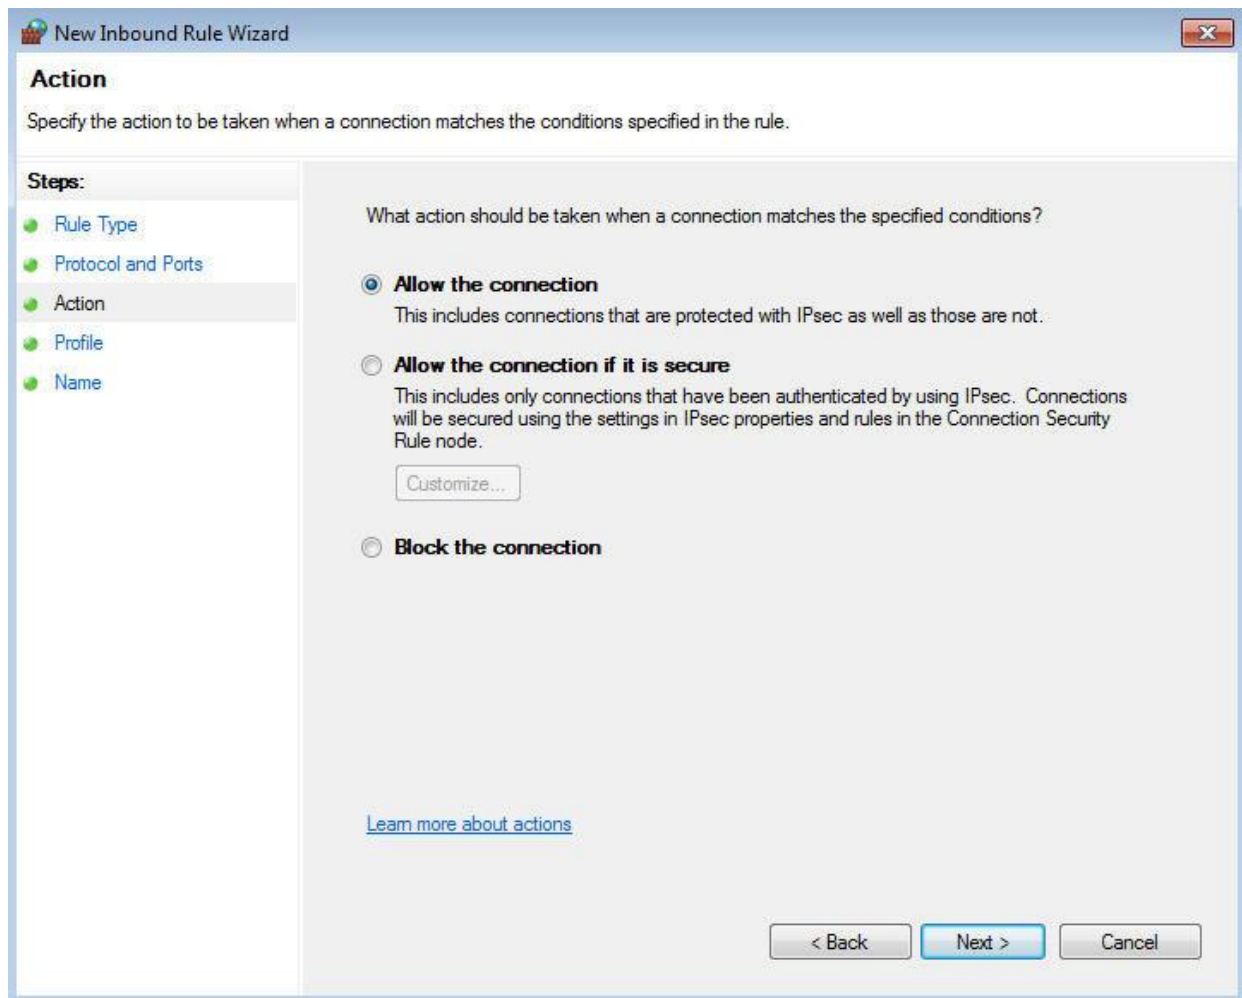 New Inbound Rule Wizard
Action
Specify the action to be taken when a connection matches the conditions specified in the rule.
Steps:
Rule Type
Protocol and Ports
Action
Profile
Name
What action should be taken when a connection matches the specified conditions?
Allow the connection
This includes connections that are protected with IPsec as well as those are not.
Allow the connection if it is secure
This includes only connections that have been authenticated by using IPsec. Connections
will be secured using the settings in IPsec properties and rules in the Connection Security
Rule node.
Customize...
Block the connection
Learn more about actions
< Back
Next >
Cancel